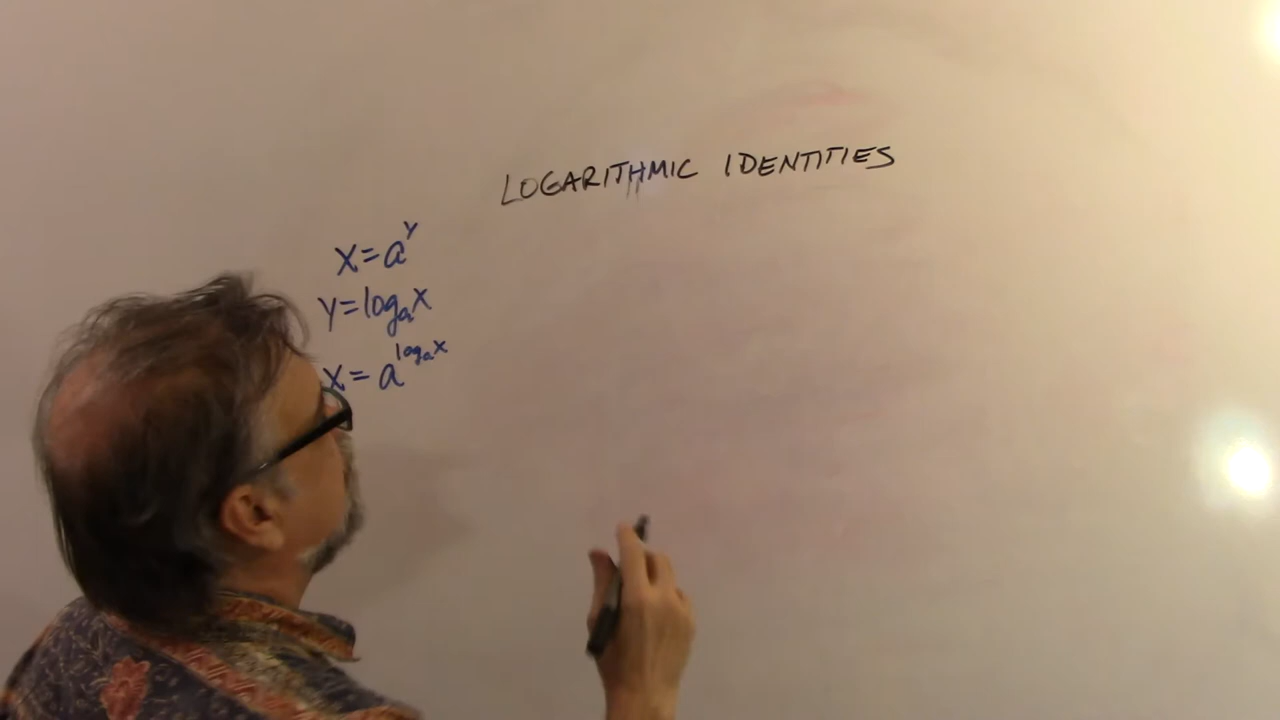 LOGARITHMIC IDENTITIES
X = a^Y
Y = log_a X
X = a^{log_a X}